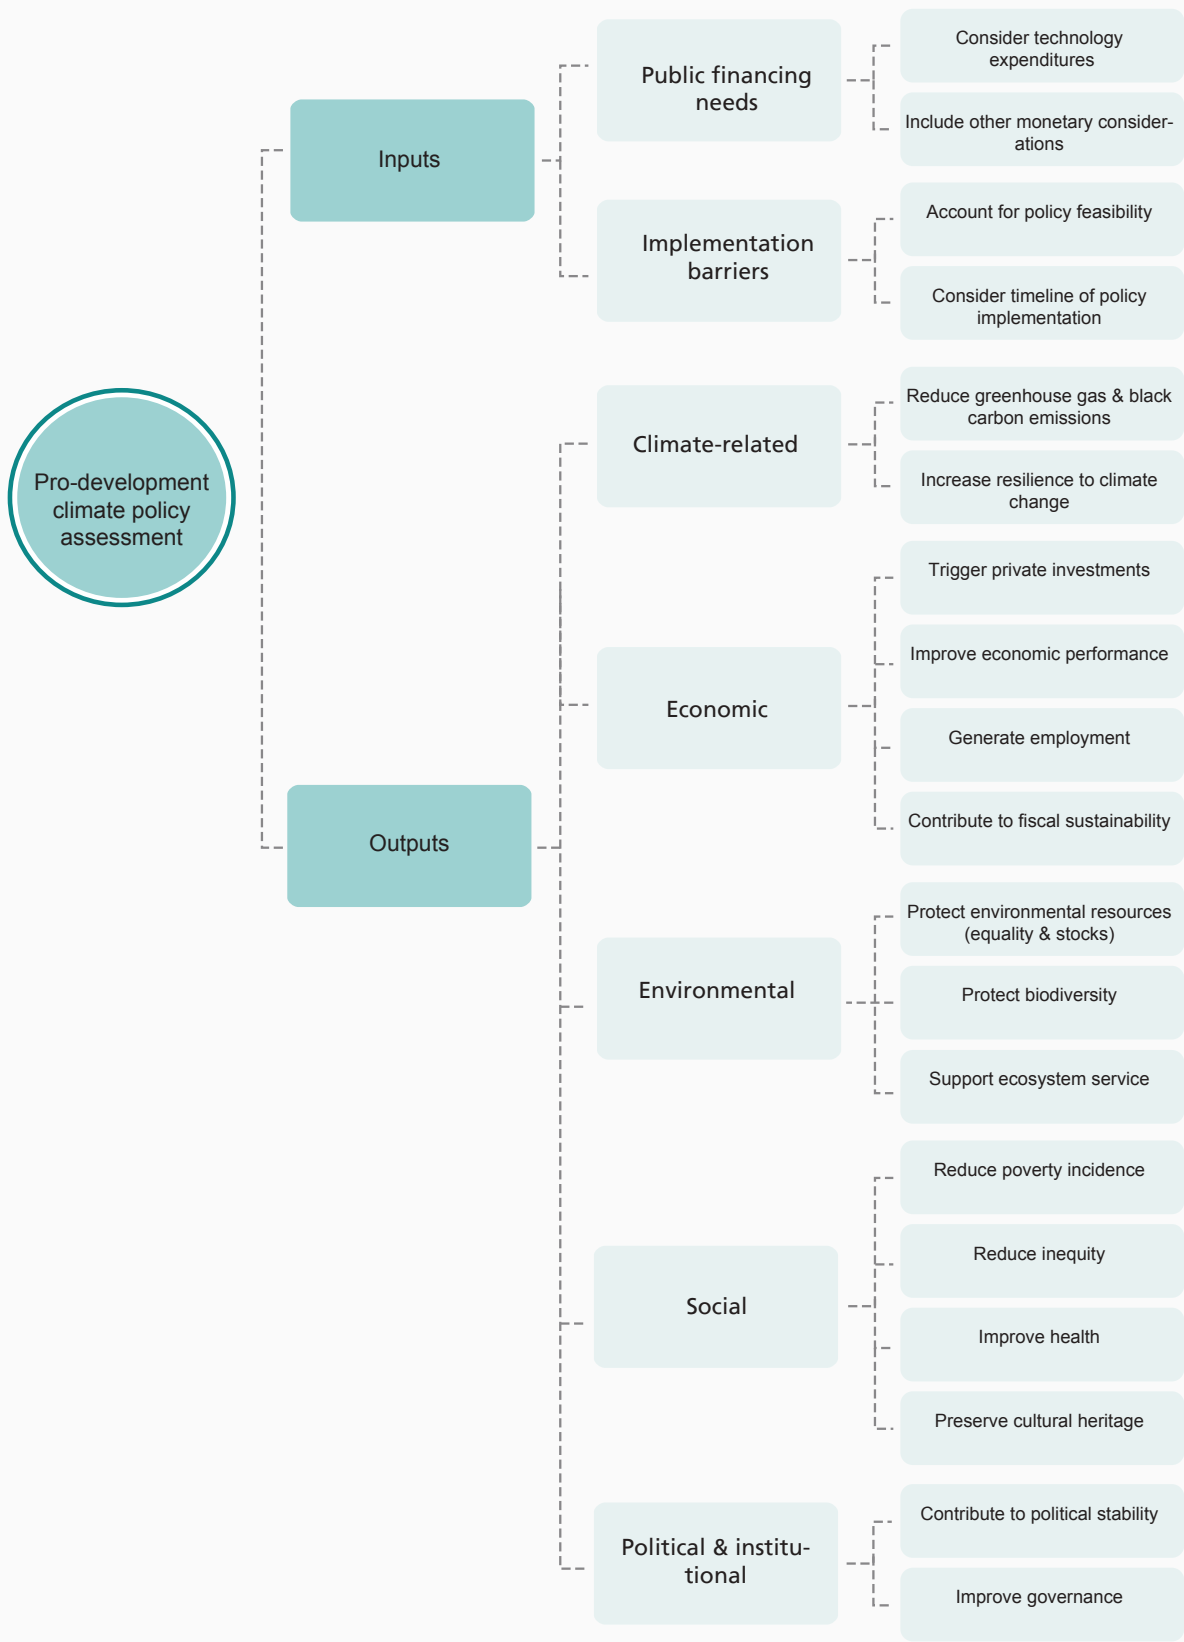 Pro-development
climate policy
assessment
Inputs
Public financing
needs
Consider technology
expenditures
Include other monetary consider-
ations
Implementation
barriers
Account for policy feasibility
Consider timeline of policy
implementation
Outputs
Climate-related
Reduce greenhouse gas & black
carbon emissions
Increase resilience to climate
change
Economic
Trigger private investments
Improve economic performance
Generate employment
Contribute to fiscal sustainability
Environmental
Protect environmental resources
(equality & stocks)
Protect biodiversity
Support ecosystem service
Social
Reduce poverty incidence
Reduce inequity
Improve health
Preserve cultural heritage
Political & institu-
tional
Contribute to political stability
Improve governance